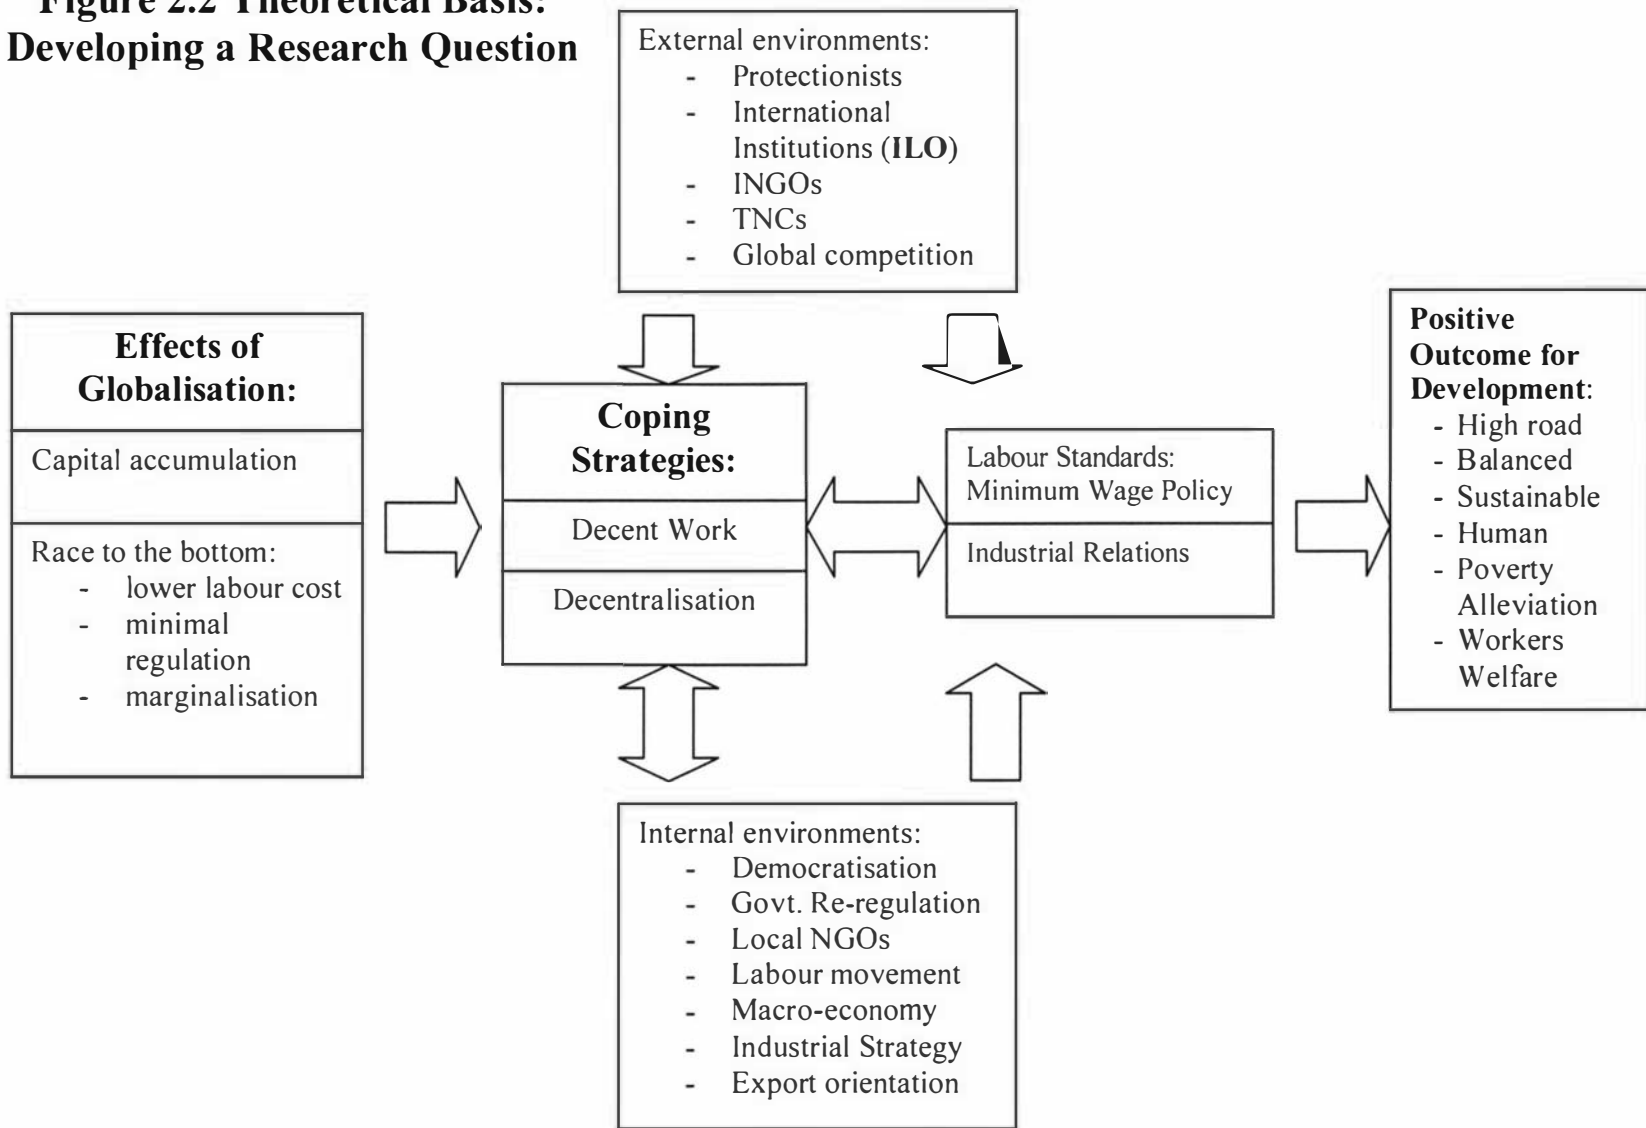 Figure 2.2 Theoretical Basis:
Developing a Research Question
External environments:
- Protectionists
- International
Institutions (ILO)
- INGOs
- TNCs
- Global competition
Effects of
Globalisation:
Capital accumulation
Race to the bottom:
- lower labour cost
- minimal
regulation
- marginalisation
Coping
Strategies:
Decent Work
Decentralisation
Labour Standards:
Minimum Wage Policy
Industrial Relations
Positive
Outcome for
Development:
- High road
- Balanced
- Sustainable
- Human
- Poverty
Alleviation
- Workers
Welfare
Internal environments:
- Democratisation
- Govt. Re-regulation
- Local NGOs
- Labour movement
- Macro-economy
- Industrial Strategy
- Export orientation